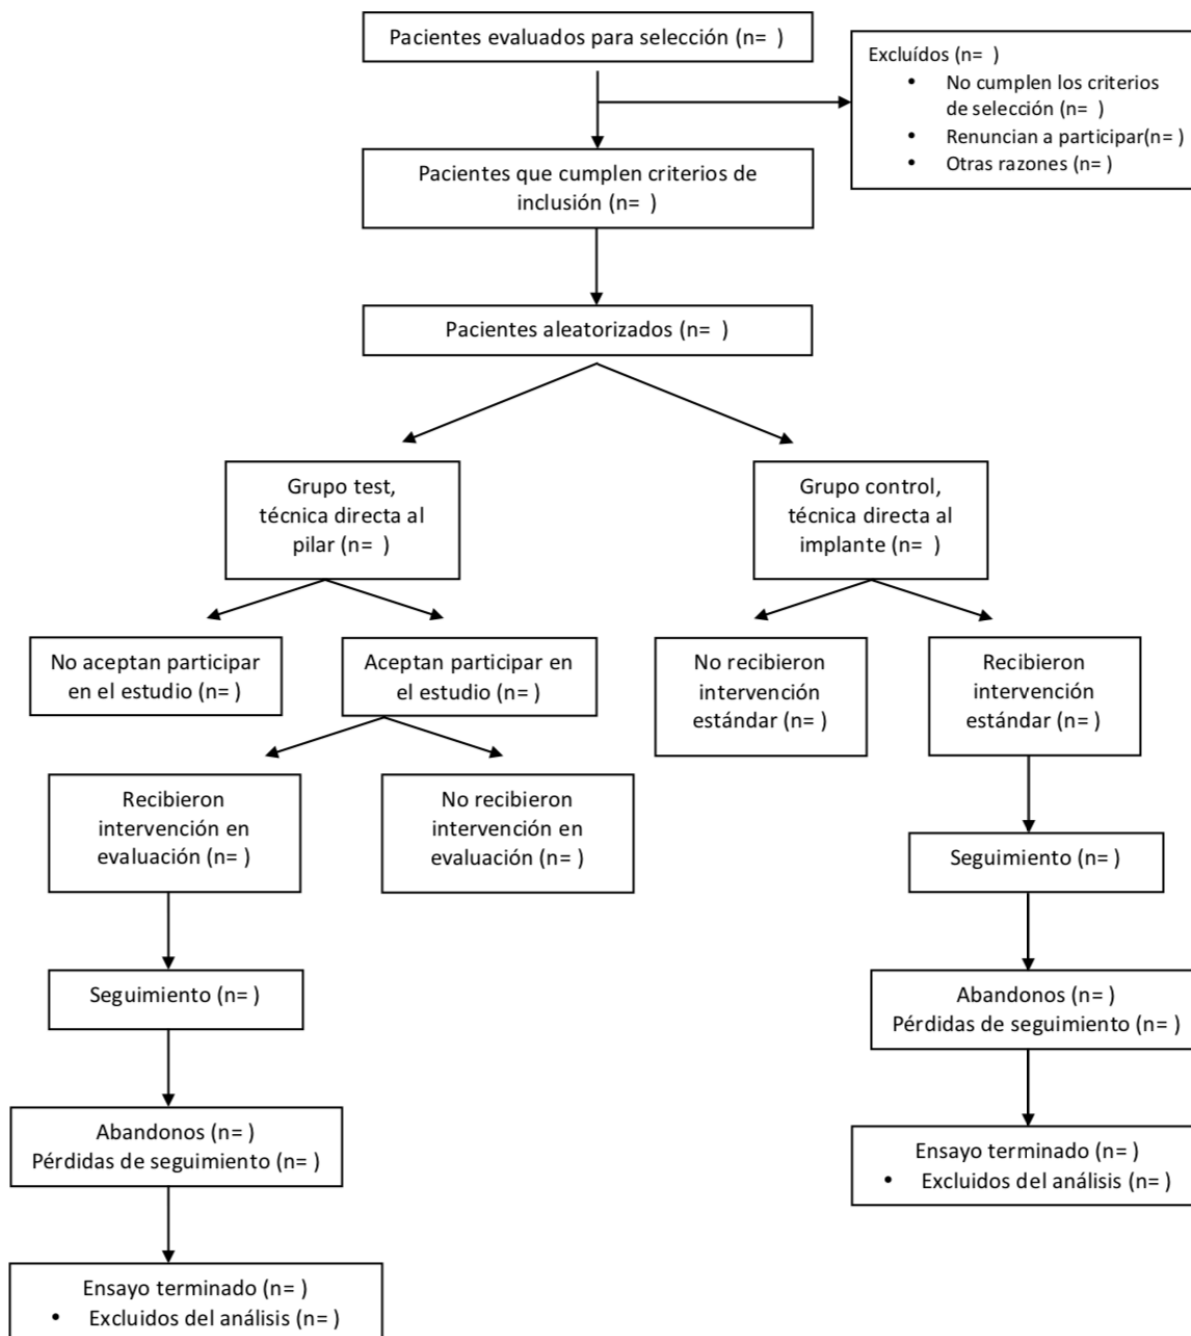 Pacientes evaluados para selección (n=  )
Excluídos (n=  )
• No cumplen los criterios
de selección (n=  )
• Renuncian a participar(n= )
• Otras razones (n= )
Pacientes que cumplen criterios de
inclusión (n=  )
Pacientes aleatorizados (n=  )
Grupo test,
técnica directa al
pilar (n=  )
Grupo control,
técnica directa al
implante (n=  )
No aceptan participar
en el estudio (n= )
Aceptan participar en
el estudio (n= )
No recibieron
intervención
estándar (n= )
Recibieron
intervención
estándar (n= )
Recibieron
intervención en
evaluación (n= )
No recibieron
intervención en
evaluación (n= )
Seguimiento (n= )
Seguimiento (n= )
Abandonos (n= )
Pérdidas de seguimiento (n= )
Abandonos (n= )
Pérdidas de seguimiento (n= )
Ensayo terminado (n= )
• Excluidos del análisis (n= )
Ensayo terminado (n= )
• Excluidos del análisis (n= )